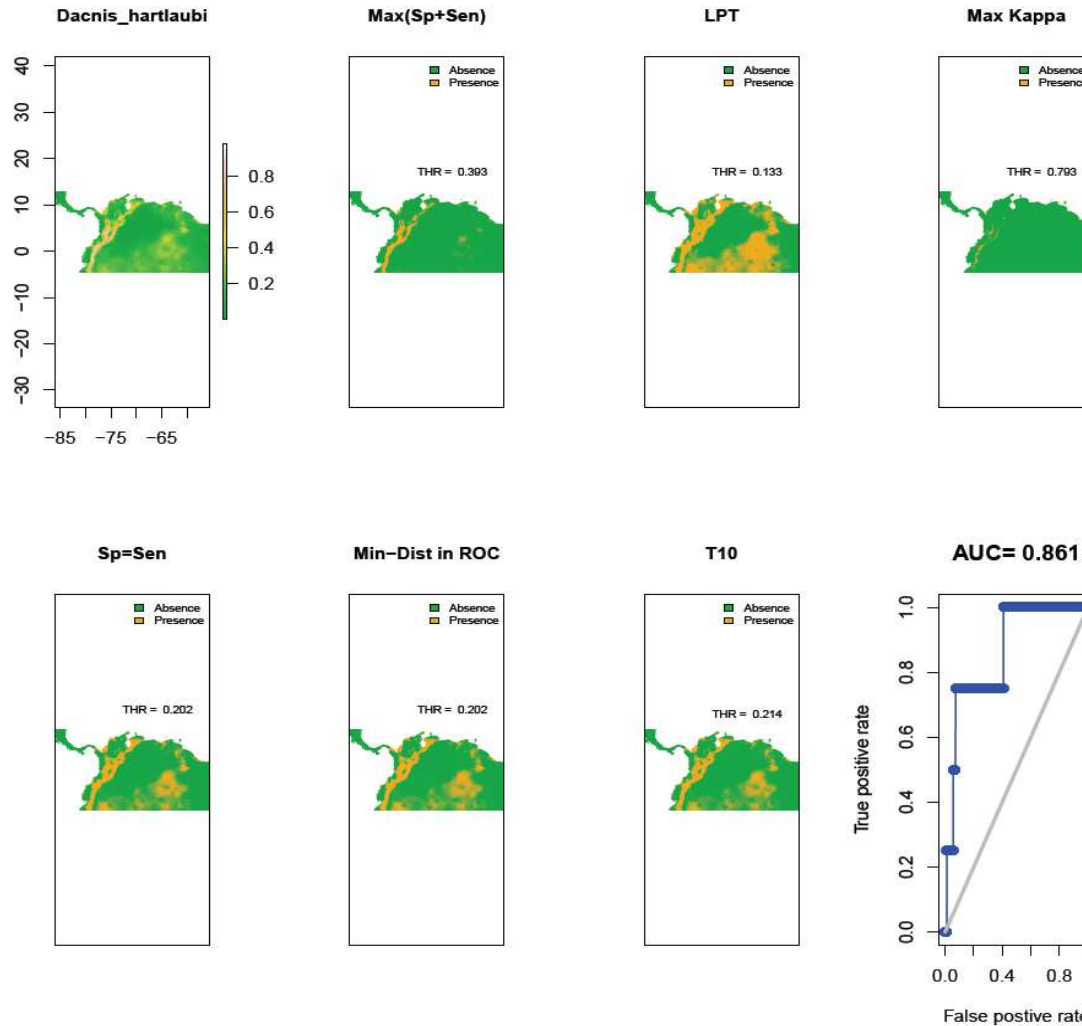 Dacnis_hartlaubi
40
30
20
10
0
−10
−20
−30
−85 −75 −65
0.8
0.6
0.4
0.2
Max(Sp+Sen)
Absence
Presence
THR = 0.393
LPT
Absence
Presence
THR = 0.133
Max Kappa
Absence
Presence
THR = 0.793
Sp=Sen
Absence
Presence
THR = 0.202
Min−Dist in ROC
Absence
Presence
THR = 0.202
T10
Absence
Presence
THR = 0.214
AUC= 0.861
True positive rate
1.0
0.8
0.6
0.4
0.2
0.0
0.0 0.4 0.8
False postive rate